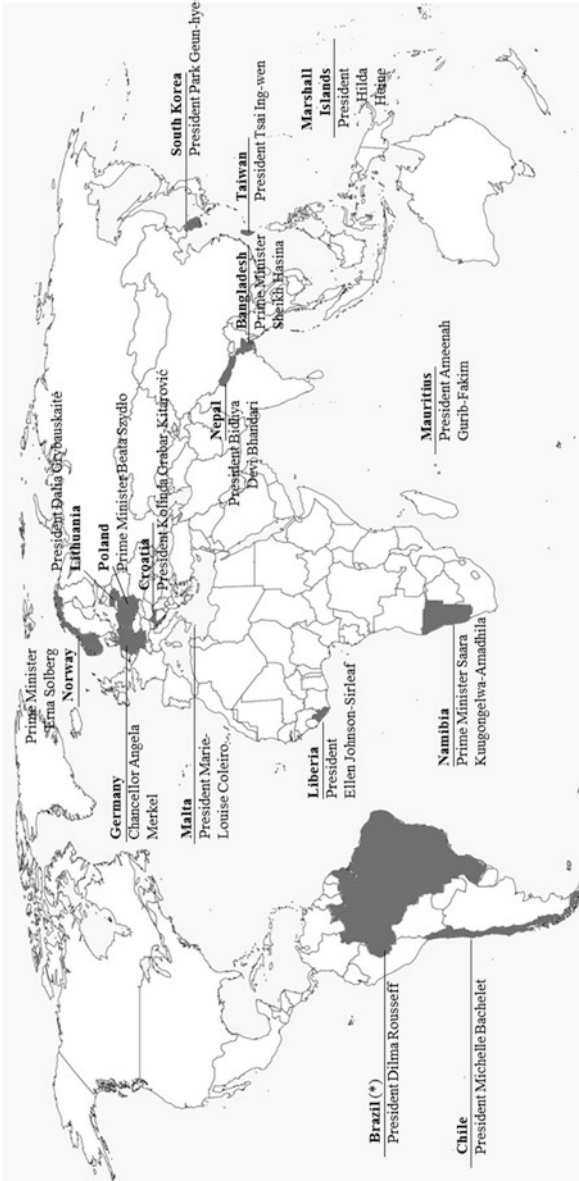 Prime Minister
Erna Solberg
Norway
President Dalia Grybauskaitė
Lithuania
Poland
Prime Minister Beata Szydło
Croatia
President Kolinda Grabar-Kitarović
Germany
Chancellor Angela
Merkel
Malta
President Marie-
Louise Coleiro
South Korea
President Park Geun-hye
Taiwan
President Tsai Ing-wen
Nepal
President Bidhya
Devi Bhandari
Bangladesh
Prime Minister
Sheikh Hasina
Marshall
Islands
President
Hilda
Heine
Liberia
President
Ellen Johnson-Sirleaf
Namibia
Prime Minister Saara
Kuugongelwa-Amadhila
Mauritius
President Ameenah
Gurib-Fakim
Brazil (*)
President Dilma Rousseff
Chile
President Michelle Bachelet